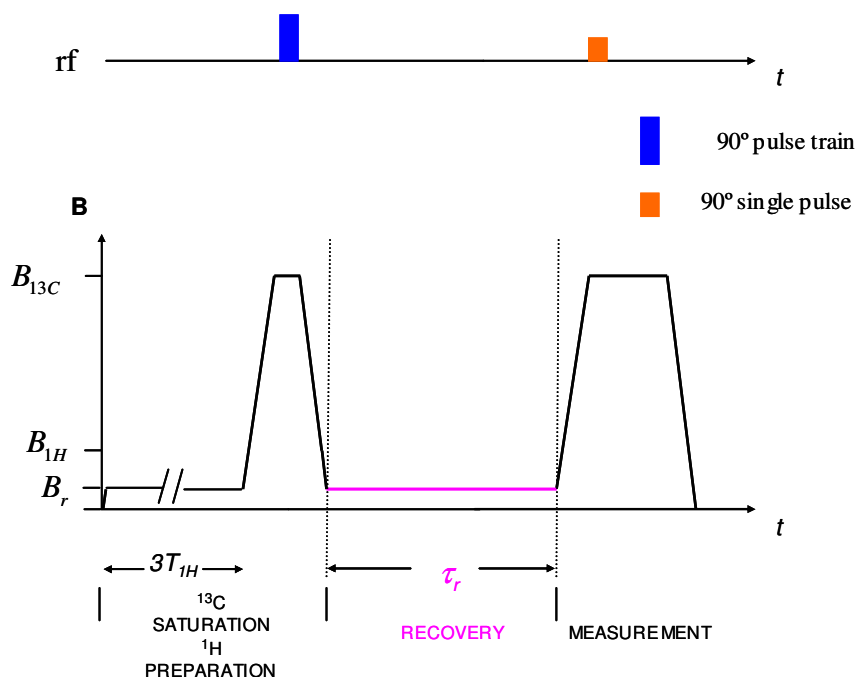 rf
t
90° pulse train
90° single pulse
B
B13C
B1H
Br
t
3T1H
τr
13C
SATURATION
1H
PREPARATION
RECOVERY
MEASUREMENT